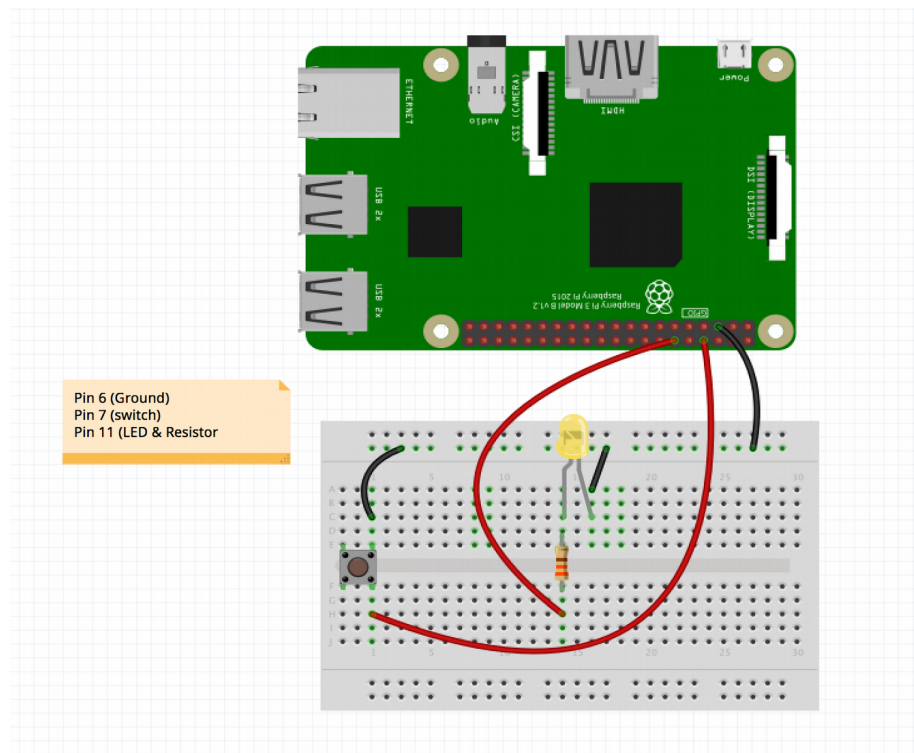 ETHERNET
Audio
CSI (CAMERA)
HDMI
Power
USB 2x
DSI (DISPLAY)
USB 2x
Raspberry Pi 3 Model B v1.2
Raspberry Pi 2015
GPIO
Pin 6 (Ground)
Pin 7 (switch)
Pin 11 (LED & Resistor
5 10 15 20 25 30
A
B
C
D
E
F
G
H
I
J
1 5 15 20 25 30